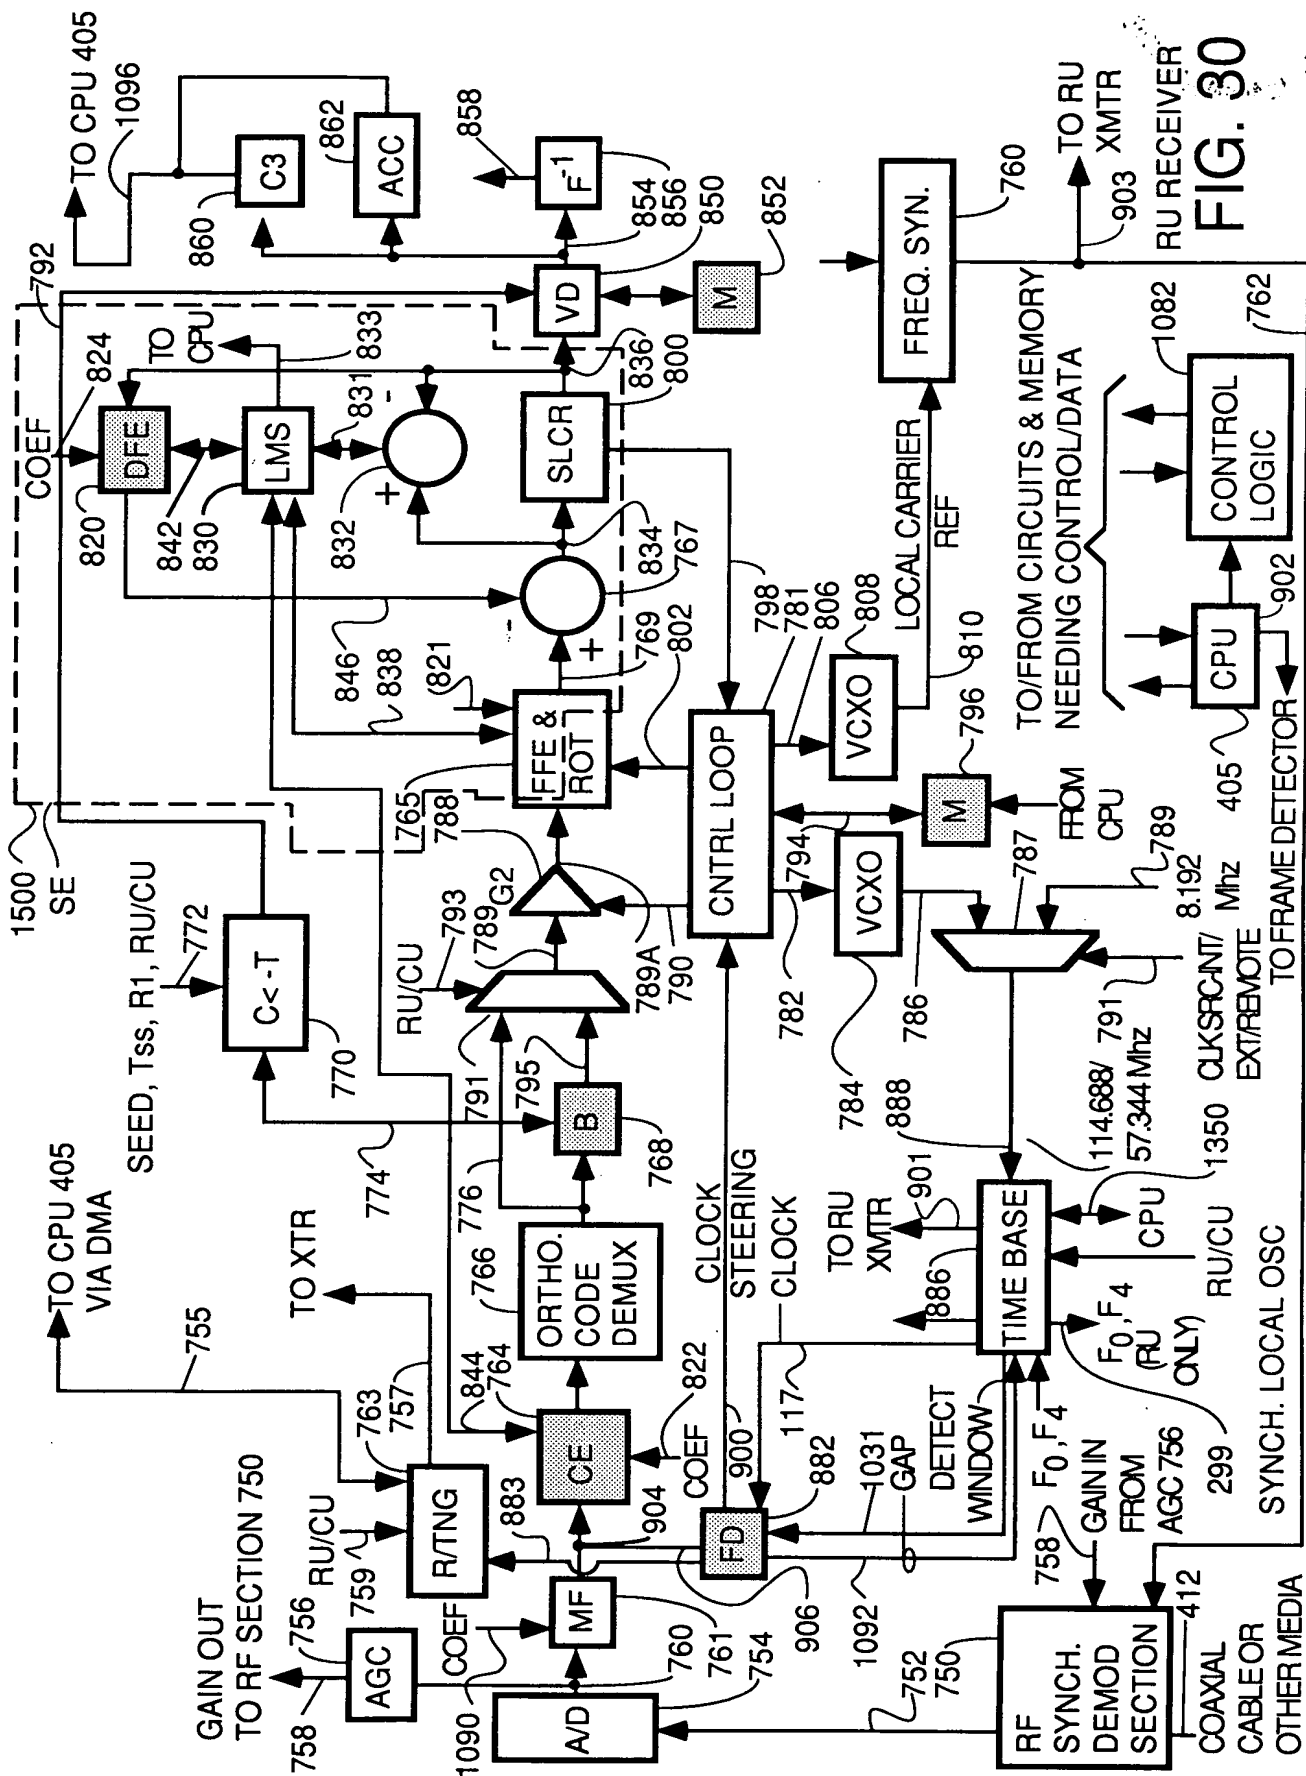 GAIN OUT
TO RF SECTION 750
758
756
AGC
RU/CU
759
COEF
1090
TO CPU 405
VIA DMA
755
TO XTR
763
757
R/TNG
883
844
764
CE
COEF
822
904
MF
760
761
754
A/D
906
752
750
RF
SYNCH.
DEMOD
SECTION
412
COAXIAL
CABLE OR
OTHER MEDIA
758
GAIN IN
FROM
AGC 756
F0, F4
FD
882
900
1031
1092
GAP
DETECT
WINDOW
117
CLOCK
STEERING
CLOCK
SEED, Tss, R1, RU/CU
772
C<-T
770
774
776
766
ORTHO.
CODE
DEMUX
B
768
795
791
RU/CU
793
789
G2
788
789A
790
765
FFE &
ROT
1500
SE
792
COEF
824
820
DFE
842
830
LMS
TO
CPU
833
831
832
+
-
846
838
821
769
+
-
834
767
802
SLCR
836
800
VD
850
M
852
854
856
F-1
858
860
C3
862
ACC
TO CPU 405
1096
CNTRL LOOP
798
781
806
808
VCXO
LOCAL CARRIER
REF
810
FREQ. SYN.
760
782
794
784
VCXO
786
M
796
FROM
CPU
787
789
8.192
Mhz
791
CLK SRC-INT/
EXT/REMOTE
888
114.688/
57.344 Mhz
TO RU
XMTR
901
886
TIME BASE
1350
CPU
RU/CU
F0, F4
(RU
ONLY)
299
TO/FROM CIRCUITS & MEMORY
NEEDING CONTROL/DATA
CPU
405
902
TO FRAME DETECTOR
CONTROL
LOGIC
1082
762
SYNCH. LOCAL OSC
903
TO RU
XMTR
RU RECEIVER
FIG. 30